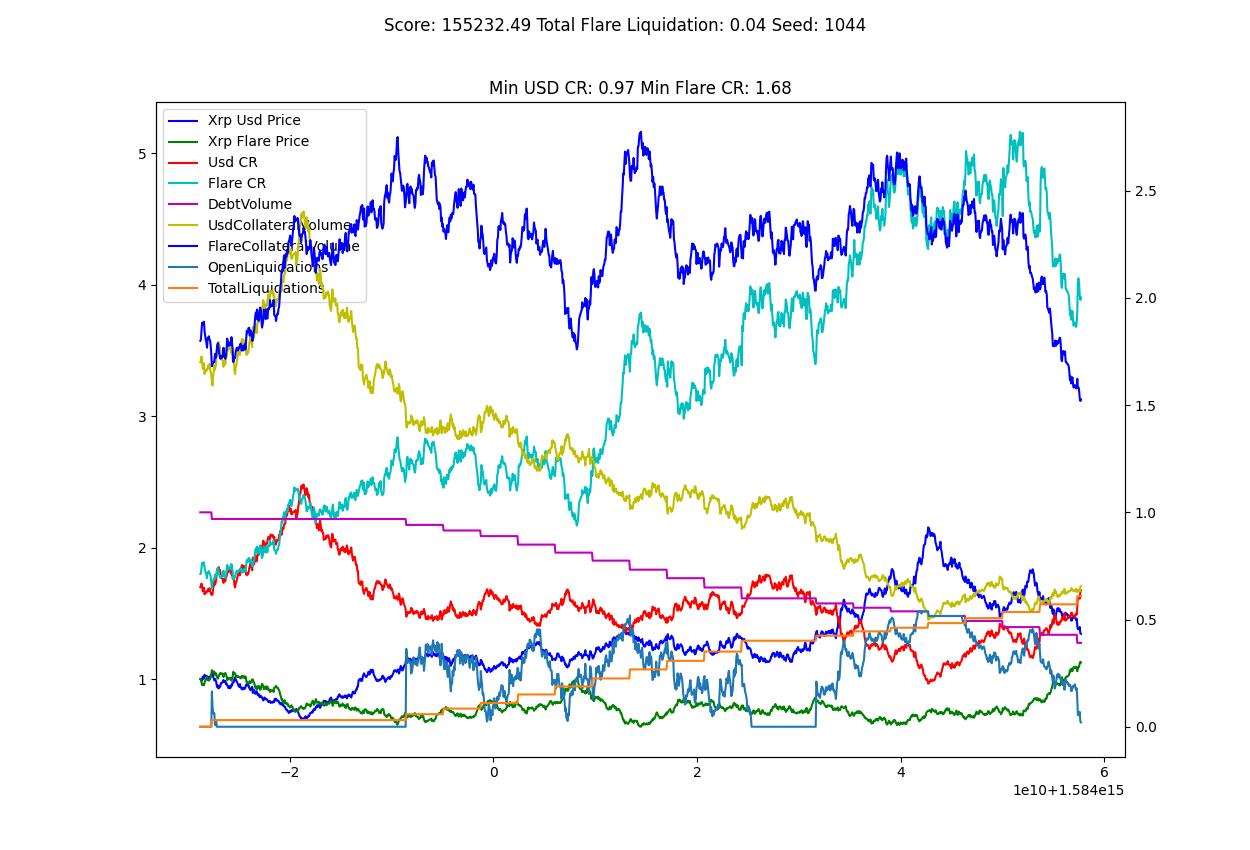 Score: 155232.49 Total Flare Liquidation: 0.04 Seed: 1044
Min USD CR: 0.97 Min Flare CR: 1.68
Xrp Usd Price
Xrp Flare Price
Usd CR
Flare CR
DebtVolume
UsdCollateralVolume
FlareCollateralVolume
OpenLiquidations
TotalLiquidations
5
4
3
2
1
2.5
2.0
1.5
1.0
0.5
0.0
−2
0
2
4
6
1e10+1.584e15